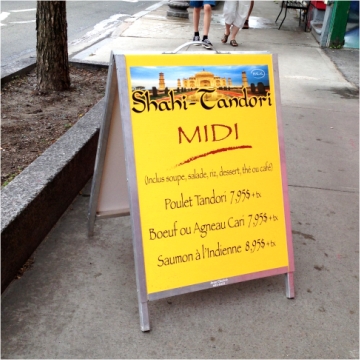 Shahi-Tandori
MIDI
(Inclus soupe, salade, riz, dessert, thé ou café)
Poulet Tandori 7,95$ + tx
Boeuf ou Agneau Cari 7,95$ + tx
Saumon à l'Indienne 8,95$ + tx